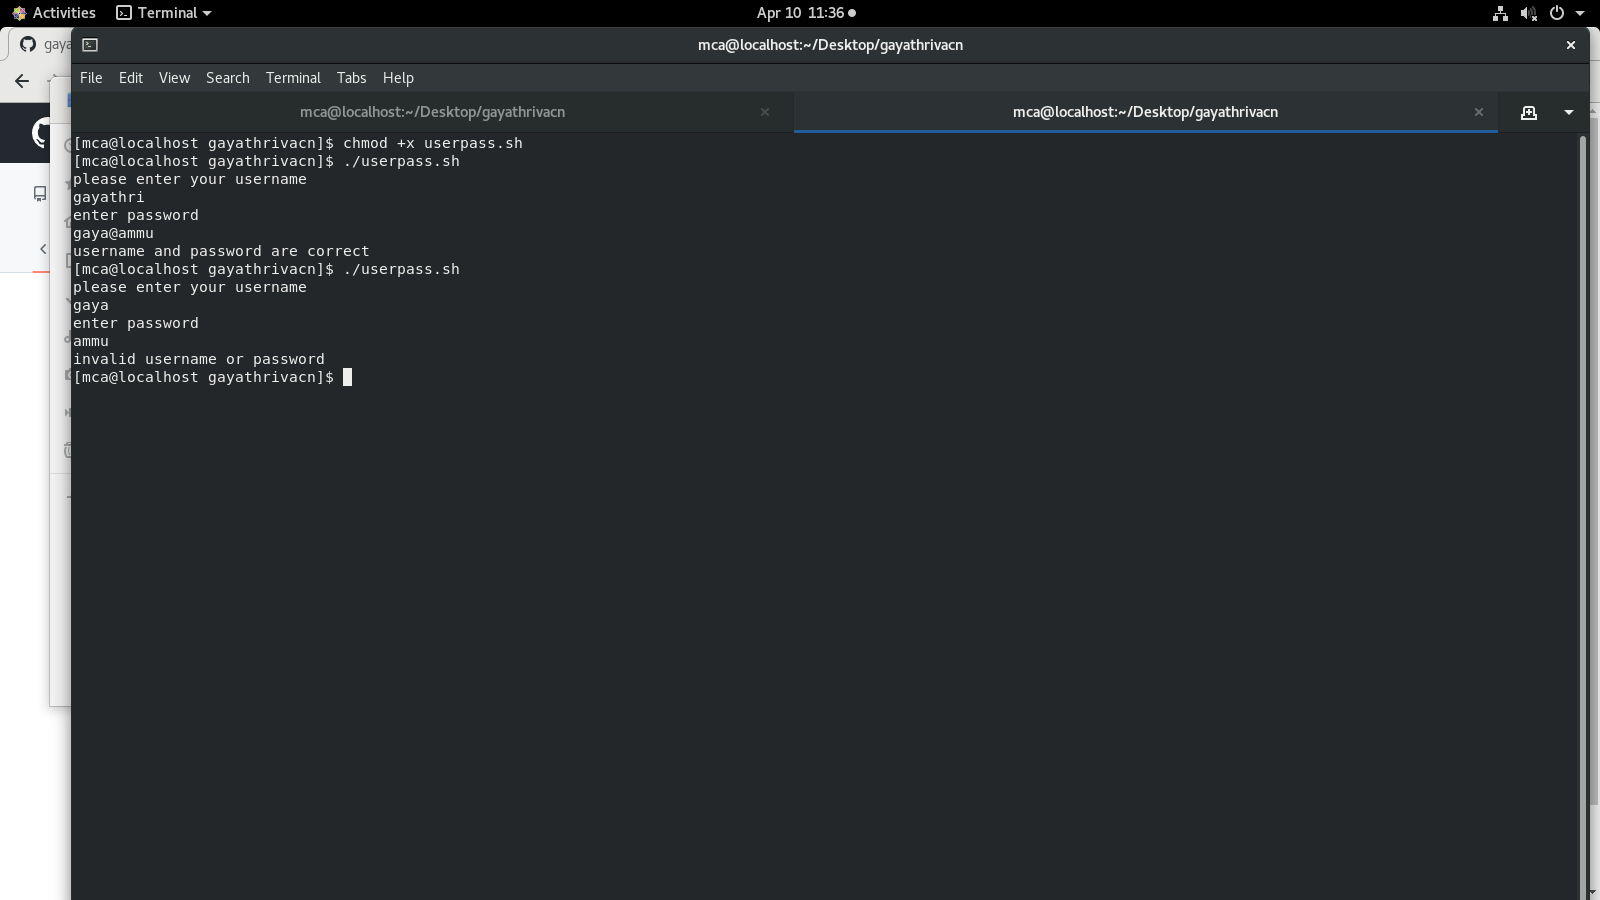 Activities Terminal Apr 10 11:36
gaya
mca@localhost:~/Desktop/gayathrivacn
File Edit View Search Terminal Tabs Help
mca@localhost:~/Desktop/gayathrivacn mca@localhost:~/Desktop/gayathrivacn
[mca@localhost gayathrivacn]$ chmod +x userpass.sh
[mca@localhost gayathrivacn]$ ./userpass.sh
please enter your username
gayathri
enter password
gaya@ammu
username and password are correct
[mca@localhost gayathrivacn]$ ./userpass.sh
please enter your username
gaya
enter password
ammu
invalid username or password
[mca@localhost gayathrivacn]$